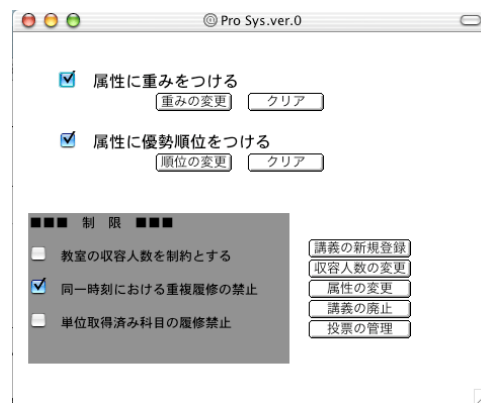 @ Pro Sys.ver.0
属性に重みをつける
重みの変更 クリア
属性に優勢順位をつける
順位の変更 クリア
■■■ 制 限 ■■■
教室の収容人数を制約とする
同一時刻における重複履修の禁止
単位取得済み科目の履修禁止
講義の新規登録
収容人数の変更
属性の変更
講義の廃止
投票の管理